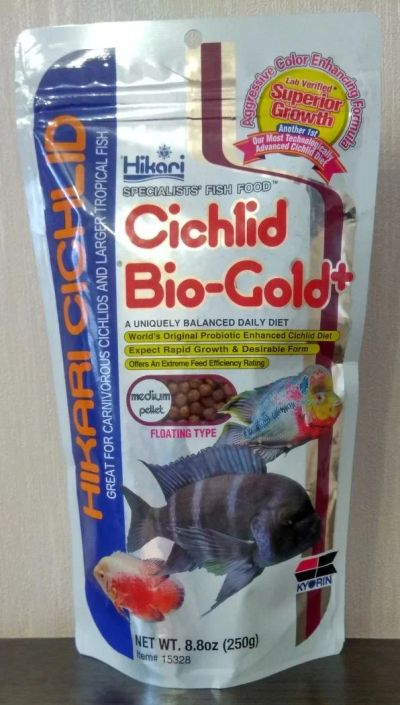 Aggressive Color Enhancing Formula
Lab Verified*
Superior
Growth
Another 1st
Our Most Technologically
Advanced Cichlid Diet
Hikari
SPECIALISTS' FISH FOOD™
Cichlid
Bio-Gold+
A UNIQUELY BALANCED DAILY DIET
World's Original Probiotic Enhanced Cichlid Diet
Expect Rapid Growth & Desirable Form
Offers An Extreme Feed Efficiency Rating
medium
pellet
FLOATING TYPE
HIKARI CICHLID
GREAT FOR CARNIVOROUS CICHLIDS AND LARGER TROPICAL FISH
KYORIN
NET WT. 8.8oz (250g)
Item# 15328